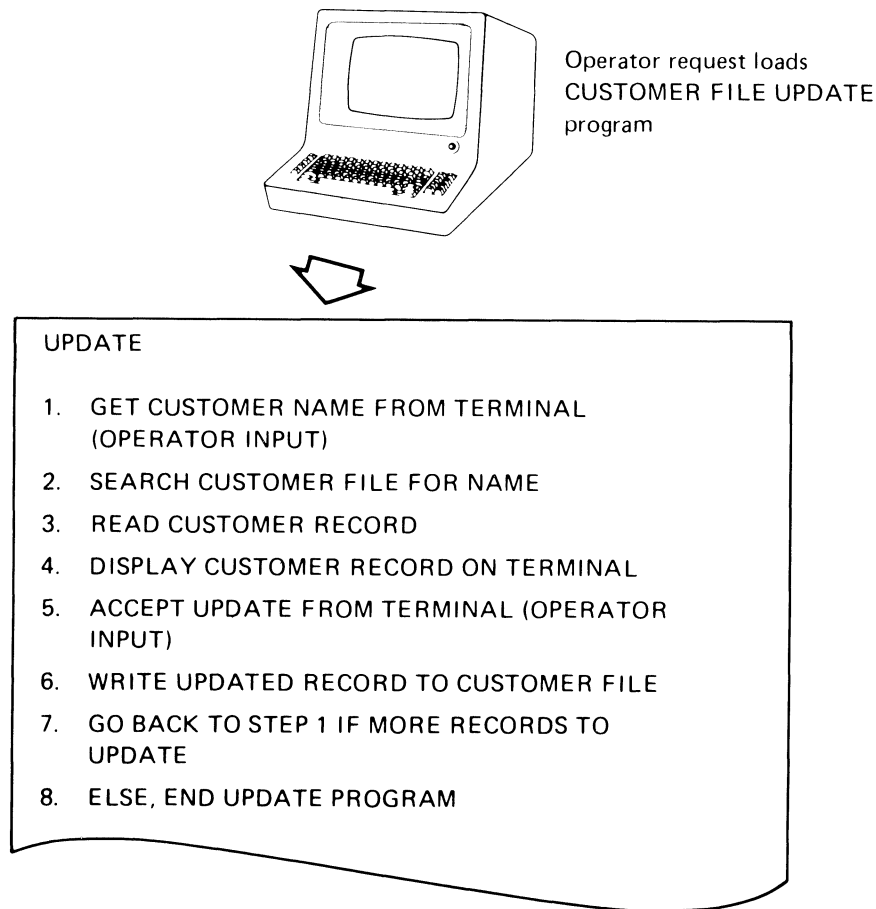 Operator request loads
CUSTOMER FILE UPDATE
program
UPDATE
1. GET CUSTOMER NAME FROM TERMINAL
(OPERATOR INPUT)
2. SEARCH CUSTOMER FILE FOR NAME
3. READ CUSTOMER RECORD
4. DISPLAY CUSTOMER RECORD ON TERMINAL
5. ACCEPT UPDATE FROM TERMINAL (OPERATOR
INPUT)
6. WRITE UPDATED RECORD TO CUSTOMER FILE
7. GO BACK TO STEP 1 IF MORE RECORDS TO
UPDATE
8. ELSE, END UPDATE PROGRAM